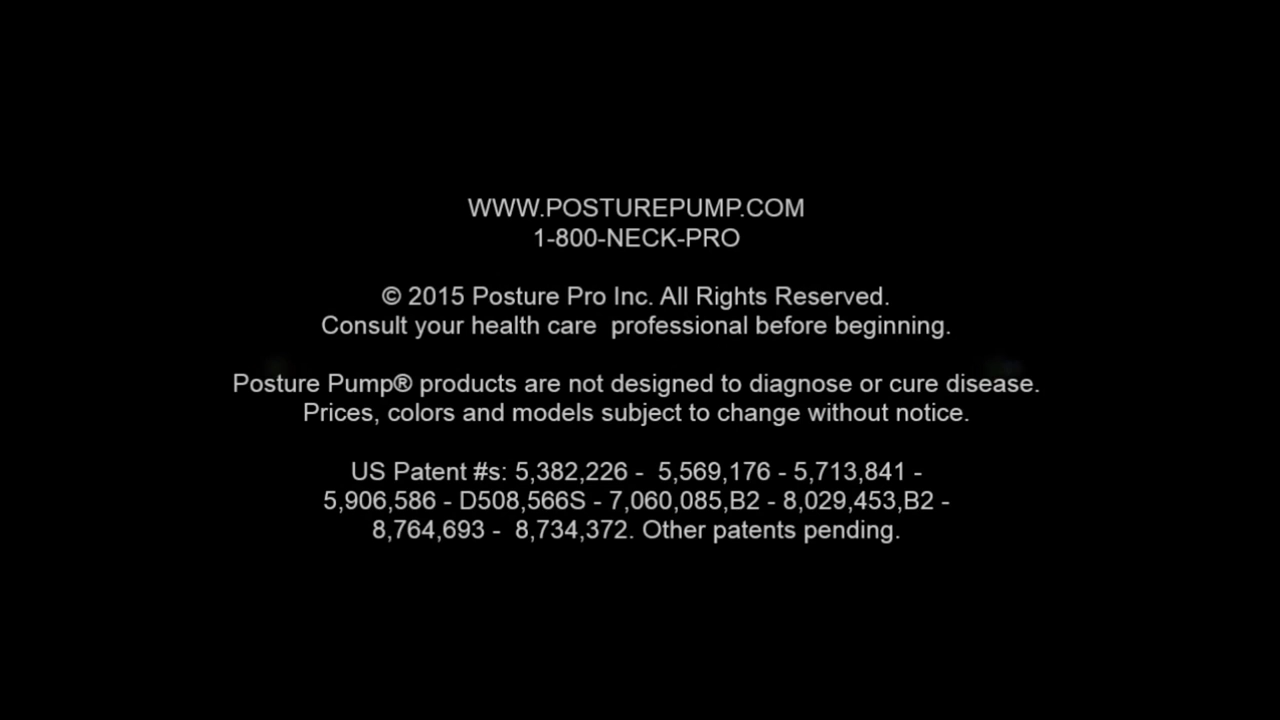 WWW.POSTUREPUMP.COM
1-800-NECK-PRO
© 2015 Posture Pro Inc. All Rights Reserved.
Consult your health care  professional before beginning.
Posture Pump® products are not designed to diagnose or cure disease.
Prices, colors and models subject to change without notice.
US Patent #s: 5,382,226 -  5,569,176 - 5,713,841 -
5,906,586 - D508,566S - 7,060,085,B2 - 8,029,453,B2 -
8,764,693 -  8,734,372. Other patents pending.